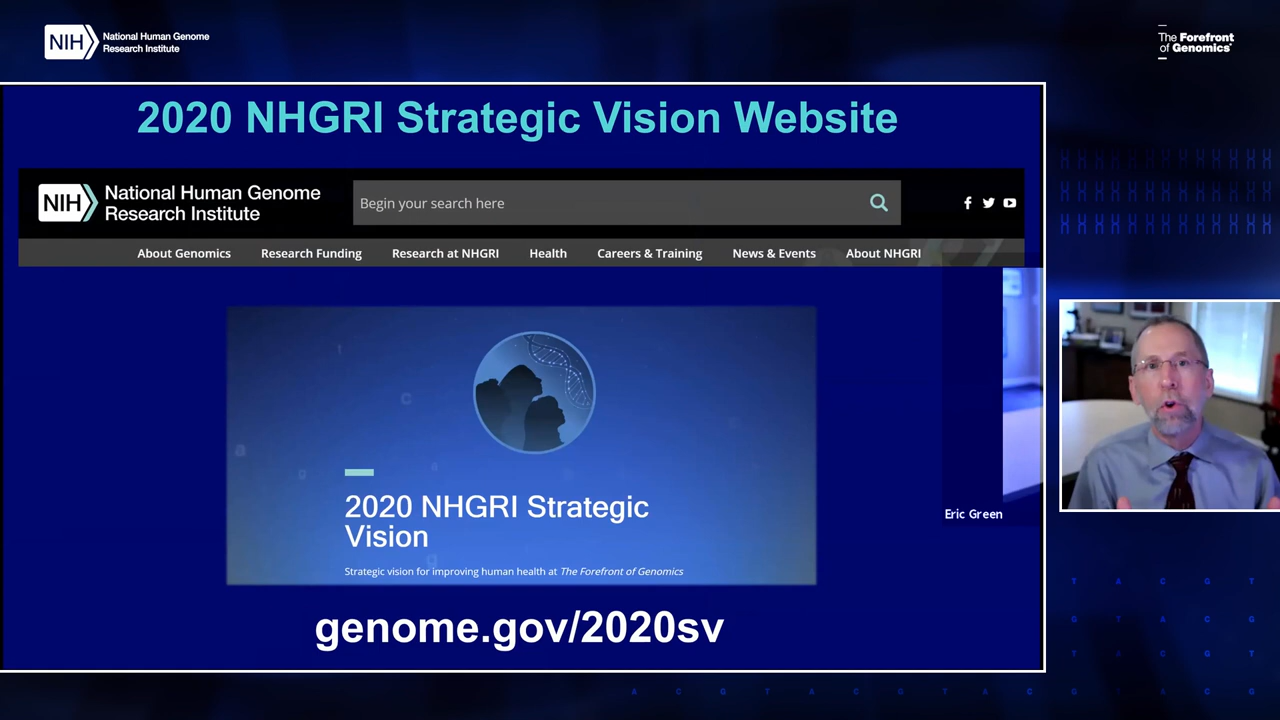 NIH National Human Genome
Research Institute
The Forefront
of Genomics
2020 NHGRI Strategic Vision Website
NIH National Human Genome
Research Institute
Begin your search here
About Genomics Research Funding Research at NHGRI Health Careers & Training News & Events About NHGRI
2020 NHGRI Strategic
Vision
Strategic vision for improving human health at The Forefront of Genomics
Eric Green
genome.gov/2020sv
T A C G T
G T A C G
T A C G T
A C G T A C G T A C G T A C G